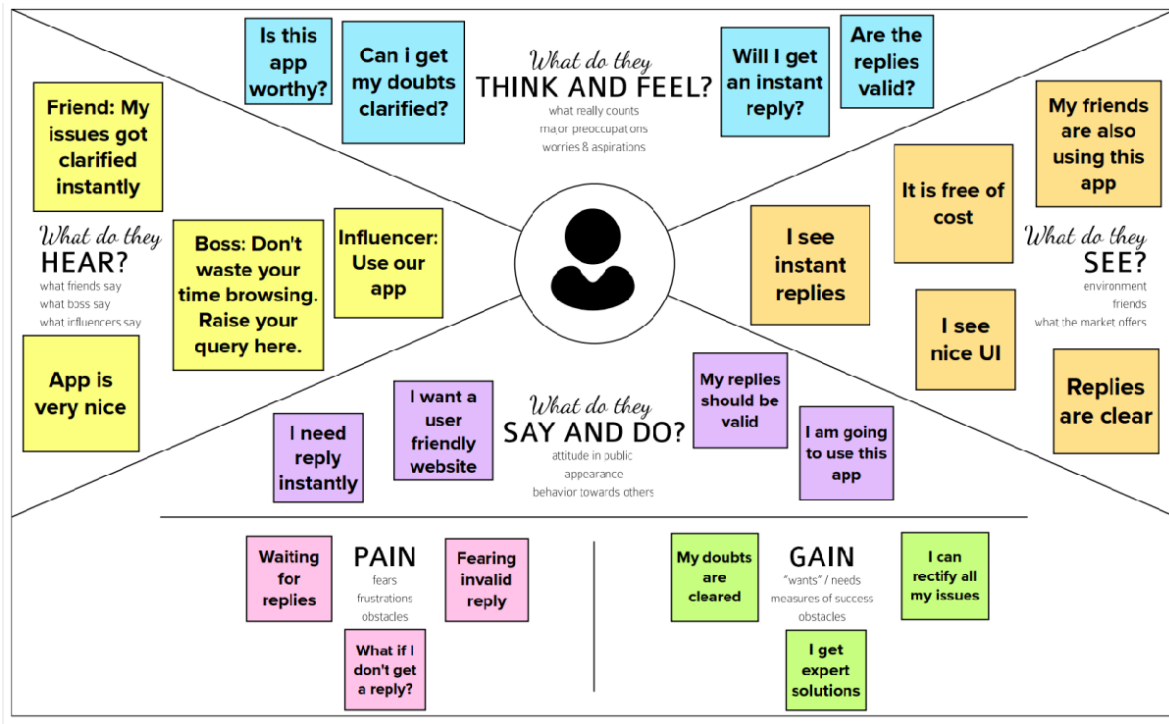 Is this
app
worthy?
Can i get
my doubts
clarified?
What do they
THINK AND FEEL?
what really counts
major preoccupations
worries & aspirations
Will I get
an instant
reply?
Are the
replies
valid?
Friend: My
issues got
clarified
instantly
What do they
HEAR?
what friends say
what boss say
what influencers say
Boss: Don't
waste your
time browsing.
Raise your
query here.
Influencer:
Use our
app
App is
very nice
My friends
are also
using this
app
It is free of
cost
I see
instant
replies
What do they
SEE?
environment
friends
what the market offers
I see
nice UI
Replies
are clear
I need
reply
instantly
I want a
user
friendly
website
What do they
SAY AND DO?
attitude in public
appearance
behavior towards others
My replies
should be
valid
I am going
to use this
app
Waiting
for
replies
PAIN
fears
frustrations
obstacles
Fearing
invalid
reply
What if I
don't get
a reply?
My doubts
are
cleared
GAIN
"wants" / needs
measures of success
obstacles
I can
rectify all
my issues
I get
expert
solutions